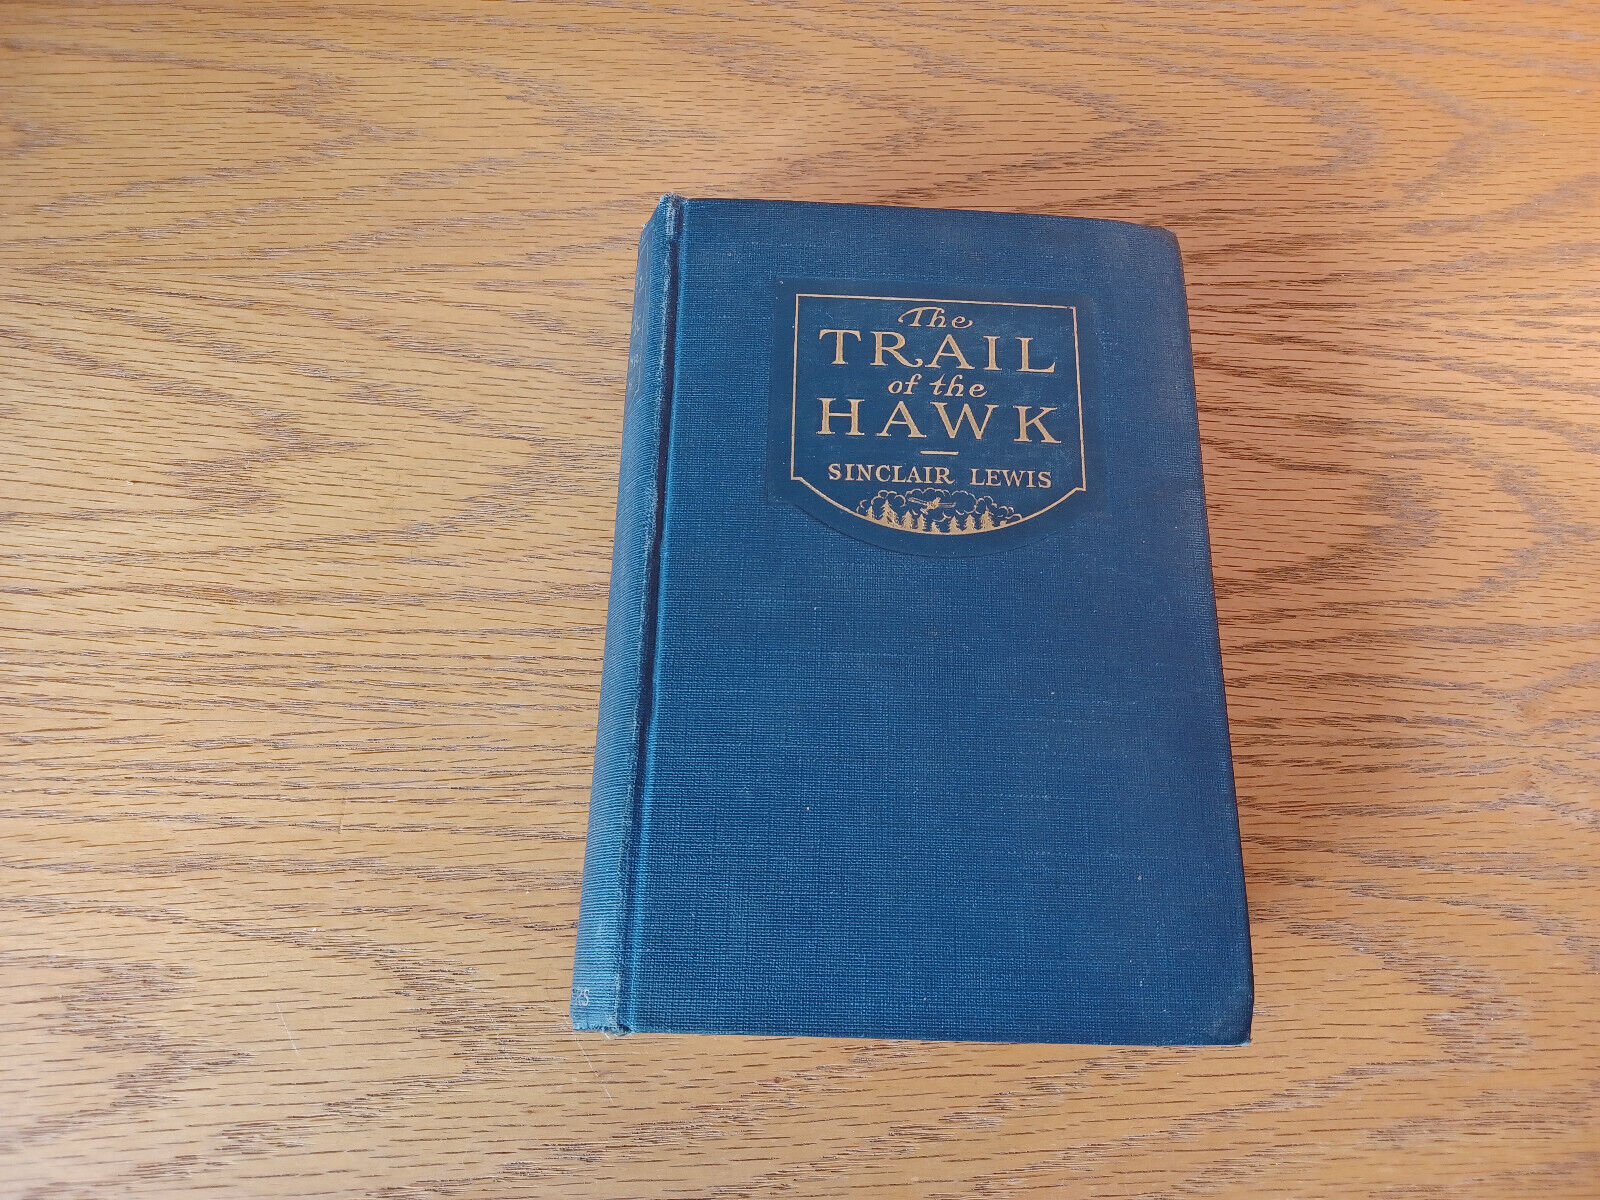 The
TRAIL
of the
HAWK
SINCLAIR LEWIS